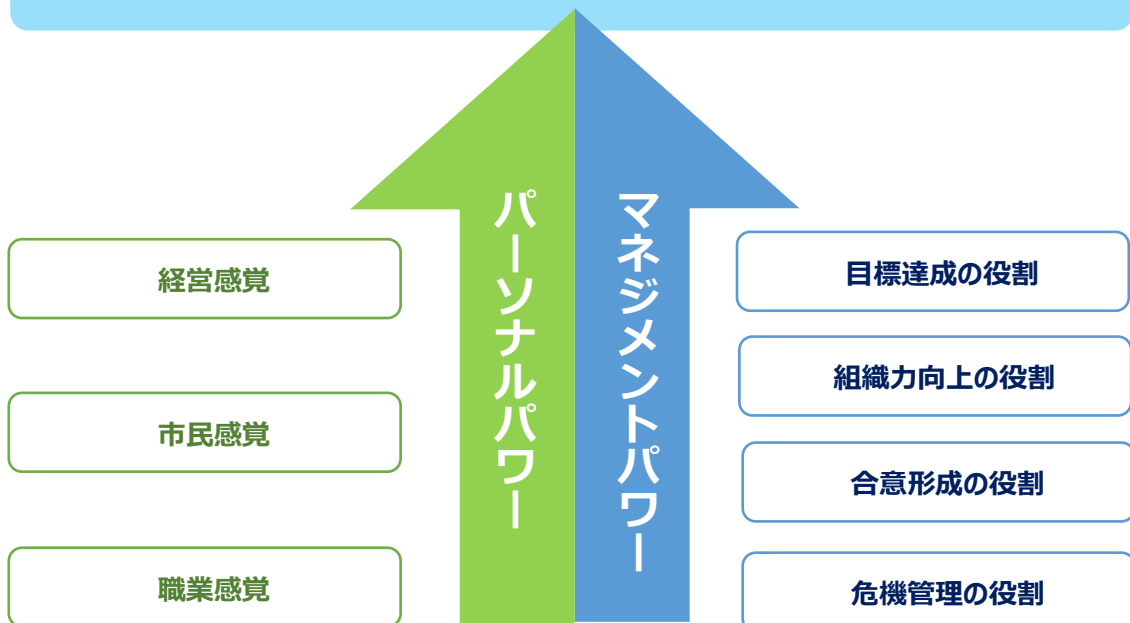 経営感覚
市民感覚
職業感覚
パーソナルパワー
マネジメントパワー
目標達成の役割
組織力向上の役割
合意形成の役割
危機管理の役割